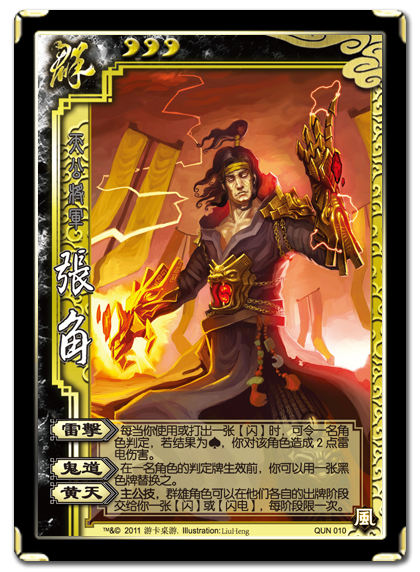 群
天公將軍
張角
雷擊
每当你使用或打出一张【闪】时，可令一名角
色判定，若结果为♠，你对该角色造成2点雷
电伤害。
鬼道
在一名角色的判定牌生效前，你可以用一张黑
色牌替换之。
黄天
主公技，群雄角色可以在他们各自的出牌阶段
交给你一张【闪】或【闪电】，每阶段限一次。
™&© 2011 游卡桌游. Illustration:LiuHeng
QUN 010
風